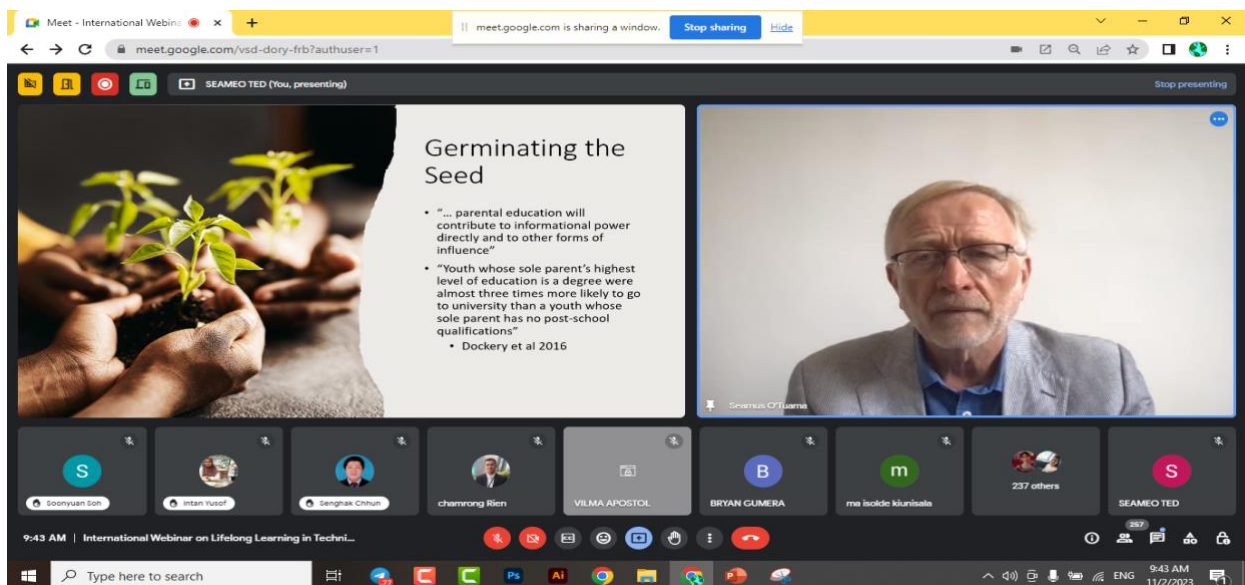 Meet - International Webina
meet.google.com is sharing a window.
Stop sharing
Hide
meet.google.com/vsd-dory-frb?authuser=1
SEAMEO TED (You, presenting)
Stop presenting
Germinating the
Seed
• "... parental education will
contribute to informational power
directly and to other forms of
influence"
• "Youth whose sole parent's highest
level of education is a degree were
almost three times more likely to go
to university than a youth whose
sole parent has no post-school
qualifications"
• Dockery et al 2016
Seamus O'Tuama
S
Soonyuan Soh
Intan Yusof
Senghak Chhun
chamrong Rien
VILMA APOSTOL
B
BRYAN GUMERA
m
ma isolde kiunisala
237 others
S
SEAMEO TED
9:43 AM | International Webinar on Lifelong Learning in Techni...
257
Type here to search
Ps
Ai
ENG
9:43 AM
11/2/2023